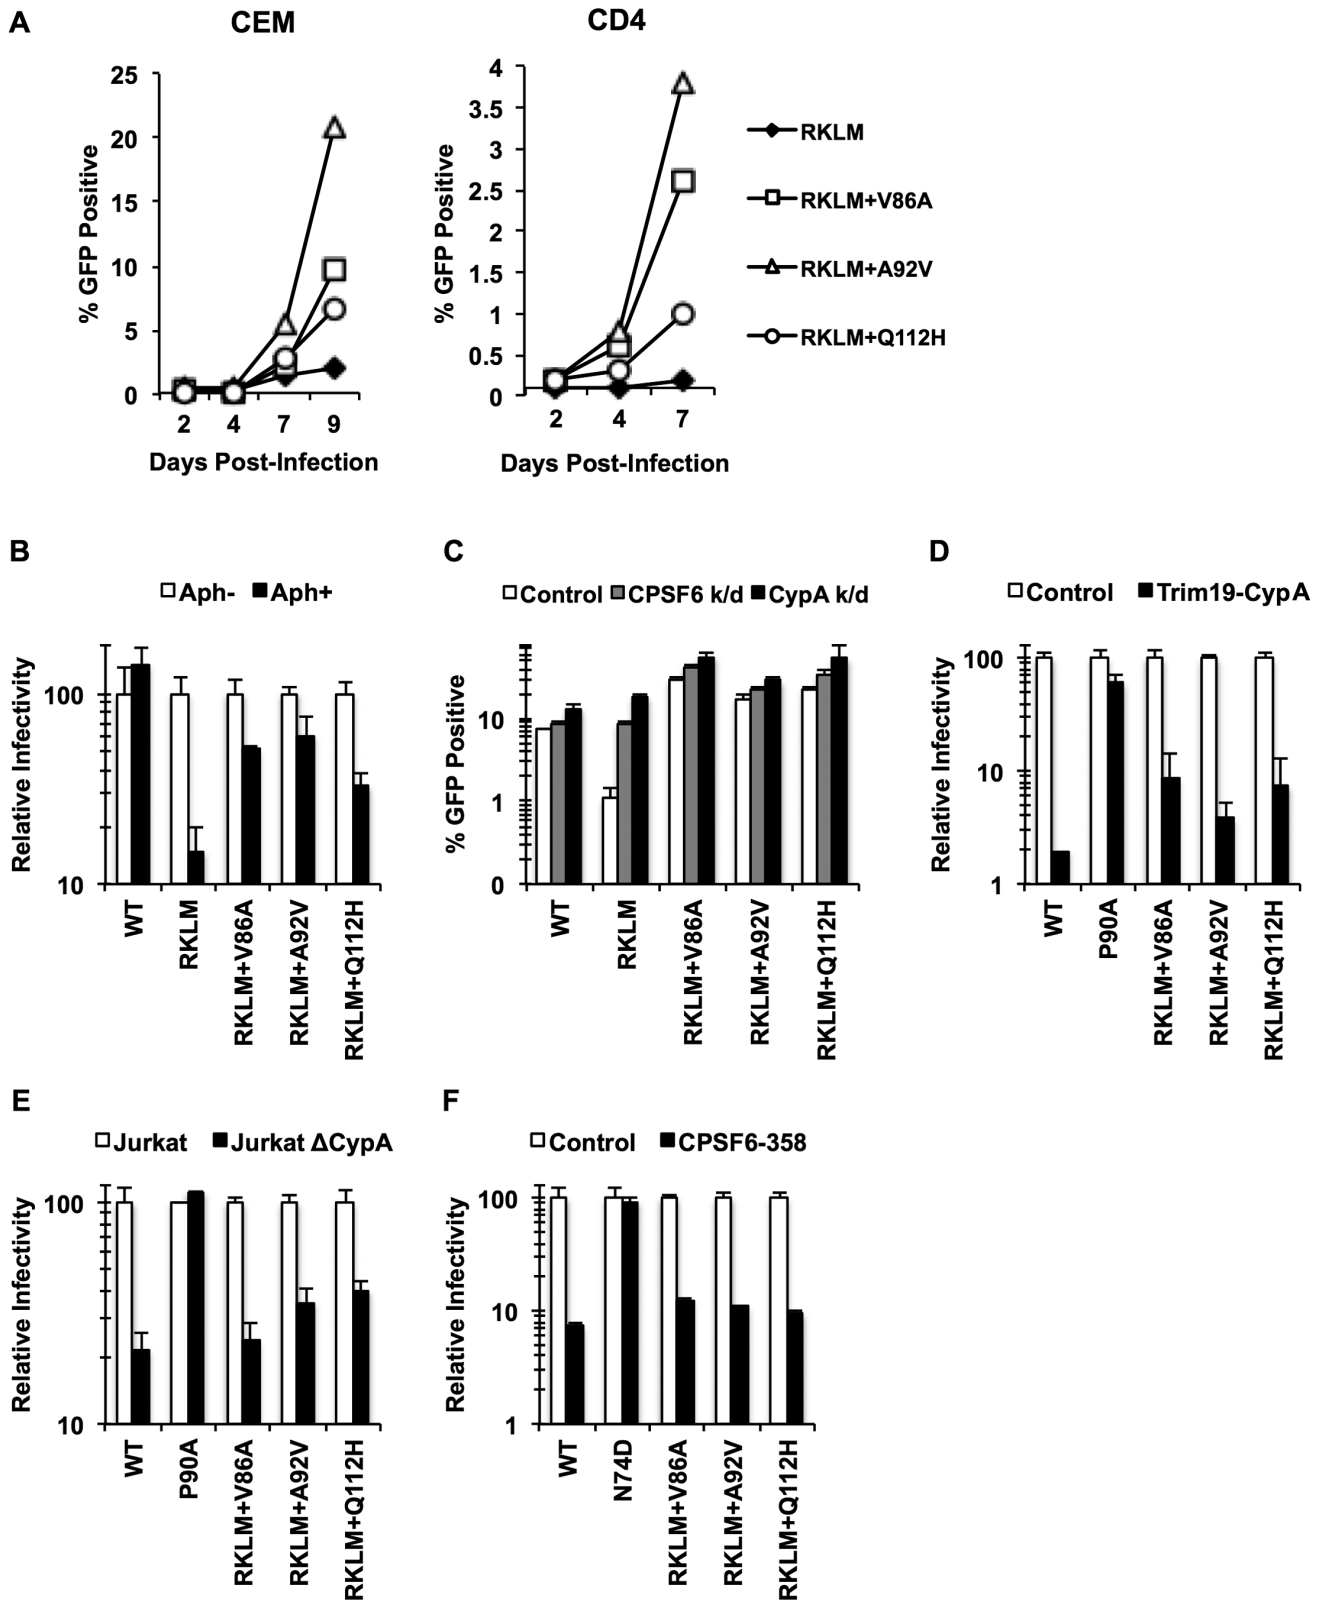 A
CEM
CD4
25
20
15
10
5
0
% GFP Positive
2 4 7 9
Days Post-Infection
4
3.5
3
2.5
2
1.5
1
0.5
0
% GFP Positive
2 4 7
Days Post-Infection
RKLM
RKLM+V86A
RKLM+A92V
RKLM+Q112H
B
Aph- Aph+
Relative Infectivity
100
10
WT
RKLM
RKLM+V86A
RKLM+A92V
RKLM+Q112H
C
Control CPSF6 k/d CypA k/d
% GFP Positive
10
1
0
WT
RKLM
RKLM+V86A
RKLM+A92V
RKLM+Q112H
D
Control Trim19-CypA
Relative Infectivity
100
10
1
WT
P90A
RKLM+V86A
RKLM+A92V
RKLM+Q112H
E
Jurkat Jurkat ΔCypA
Relative Infectivity
100
10
WT
P90A
RKLM+V86A
RKLM+A92V
RKLM+Q112H
F
Control CPSF6-358
Relative Infectivity
100
10
1
WT
N74D
RKLM+V86A
RKLM+A92V
RKLM+Q112H